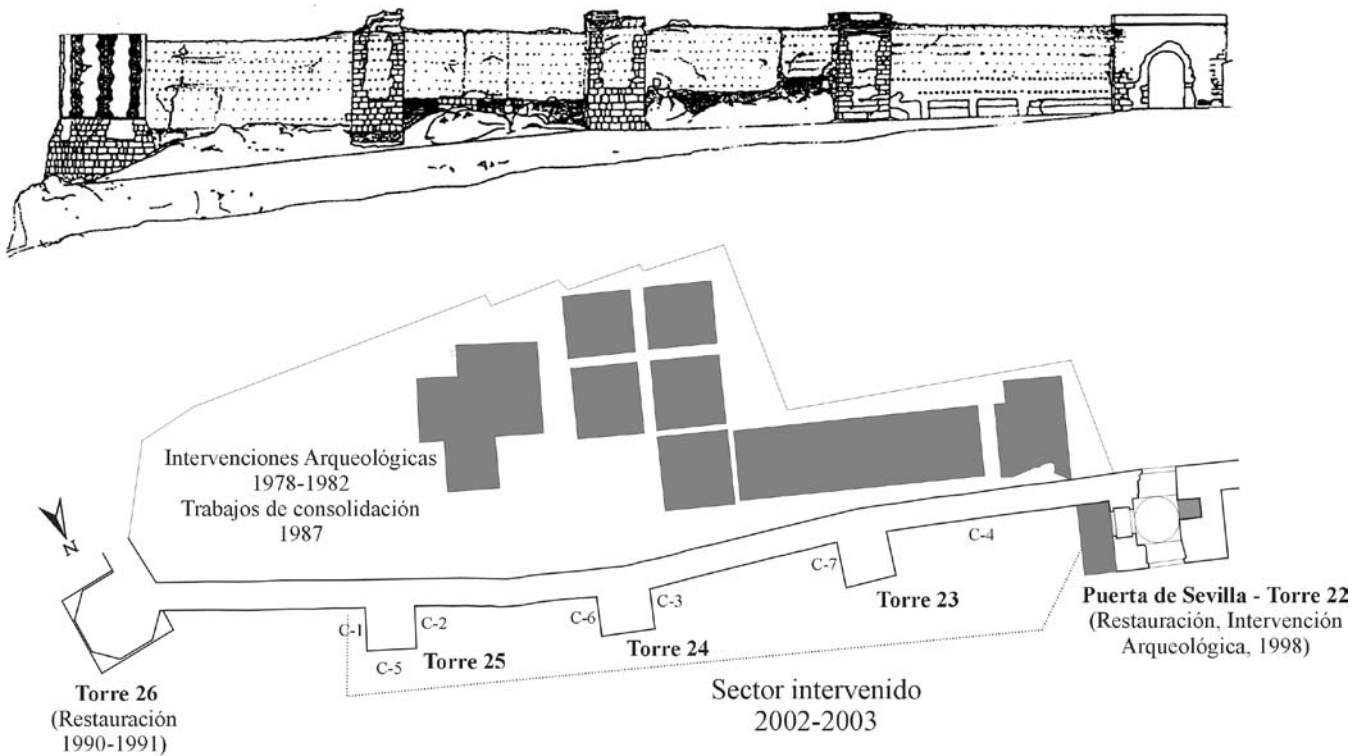 Intervenciones Arqueológicas
1978-1982
Trabajos de consolidación
1987
N
C-4
C-7
C-3
C-6
C-1
C-2
C-5
Torre 23
Puerta de Sevilla - Torre 22
(Restauración, Intervención
Arqueológica, 1998)
Torre 24
Torre 25
Torre 26
(Restauración
1990-1991)
Sector intervenido
2002-2003